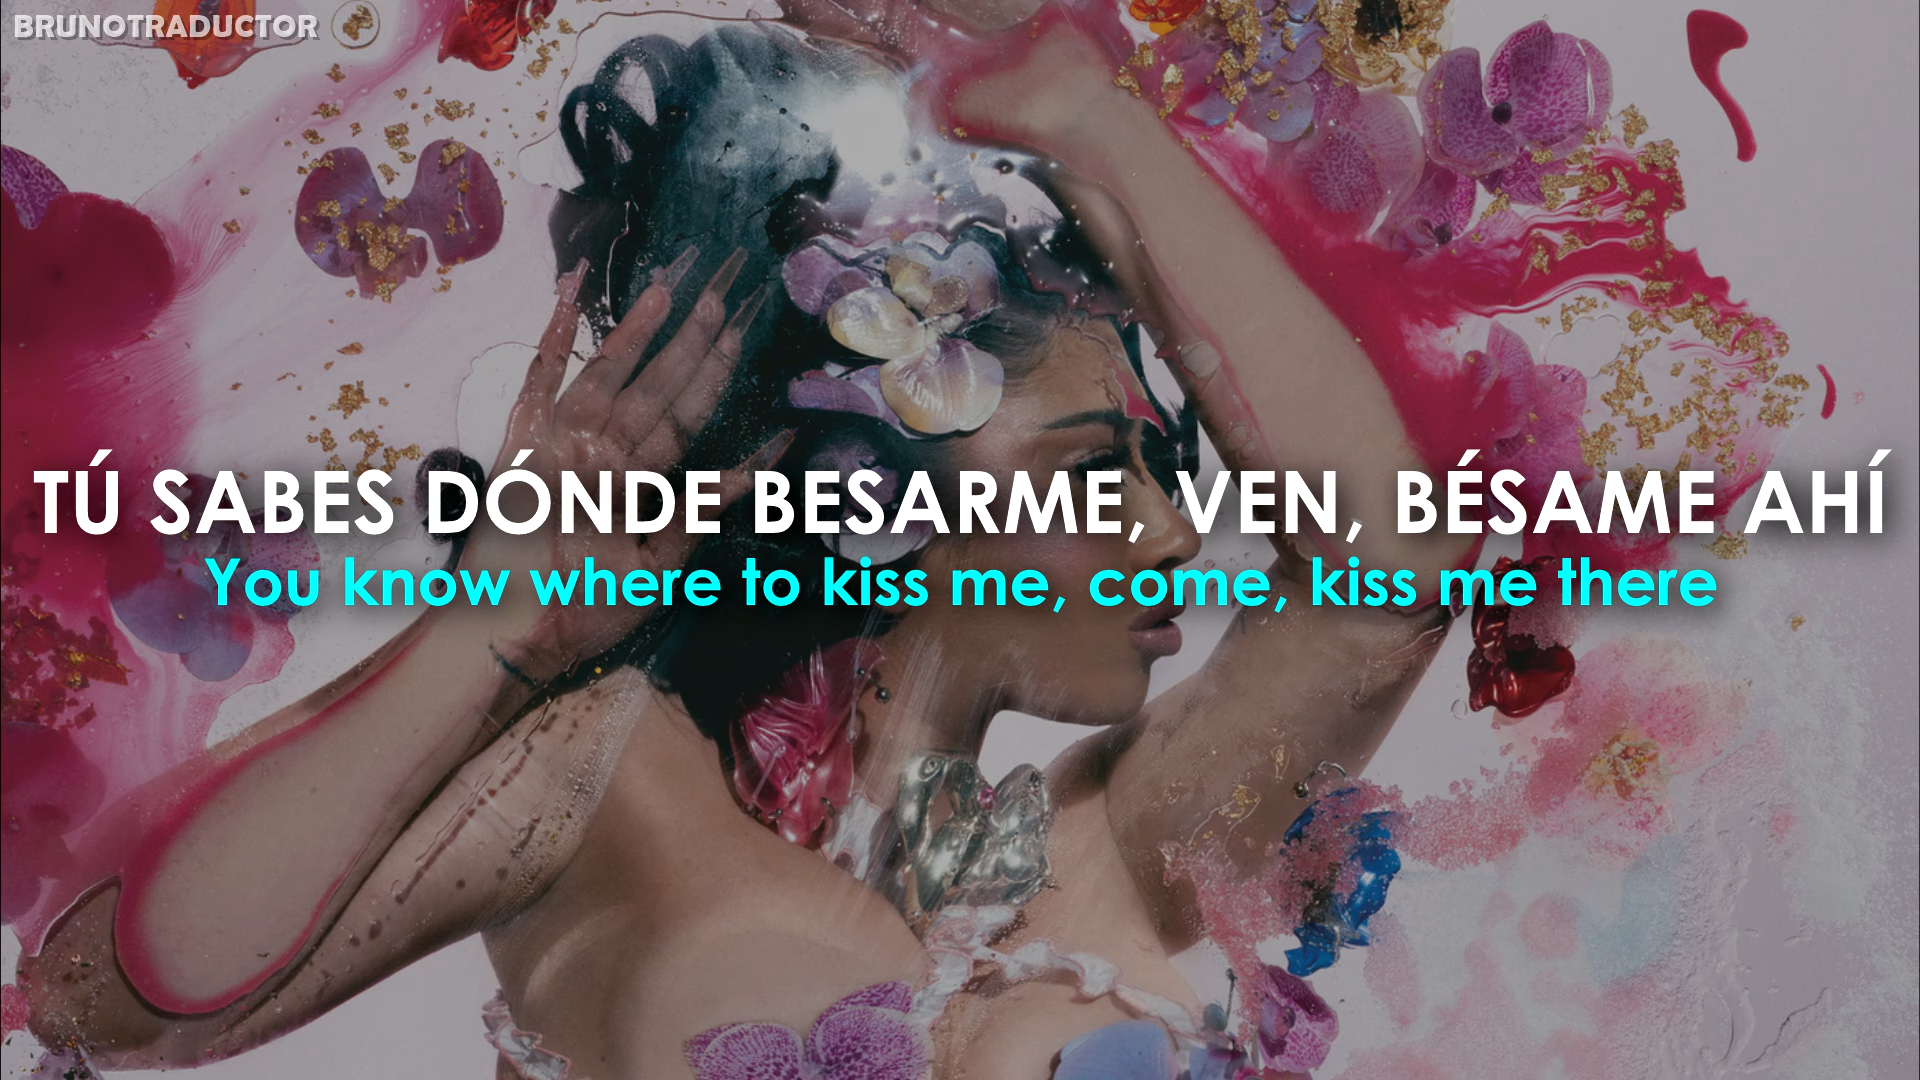 BRUNOTRADUCTOR
TÚ SABES DÓNDE BESARME, VEN, BÉSAME AHÍ
You know where to kiss me, come, kiss me there